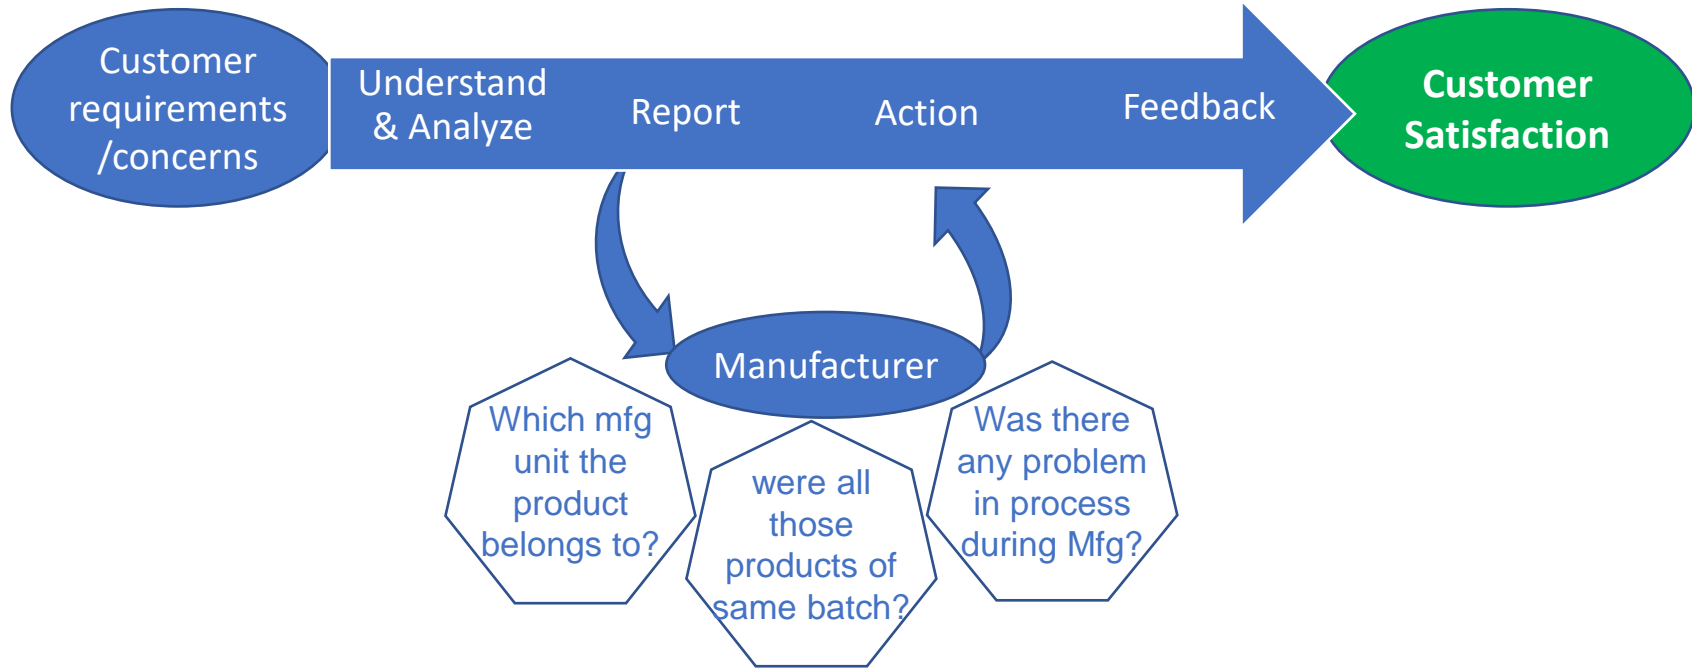 Customer
requirements
/concerns
Understand
& Analyze
Report
Action
Feedback
Customer
Satisfaction
Manufacturer
Which mfg
unit the
product
belongs to?
were all
those
products of
same batch?
Was there
any problem
in process
during Mfg?